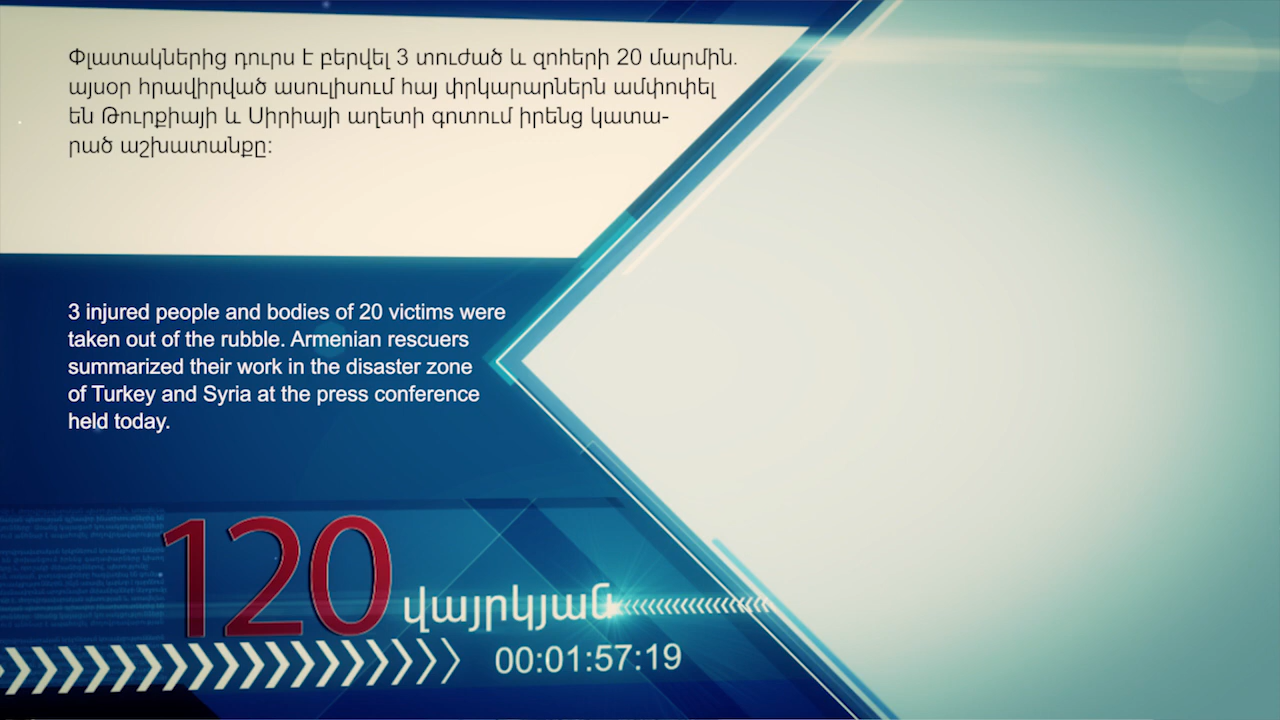 Փլատակներից դուրս է բերվել 3 տուժած և զոհերի 20 մարմին.
այսօր հրավիրված ասուլիսում հայ փրկարարներն ամփոփել
են Թուրքիայի և Սիրիայի աղետի գոտում իրենց կատա-
րած աշխատանքը:
3 injured people and bodies of 20 victims were
taken out of the rubble. Armenian rescuers
summarized their work in the disaster zone
of Turkey and Syria at the press conference
held today.
120
վայրկյան
00:01:57:19